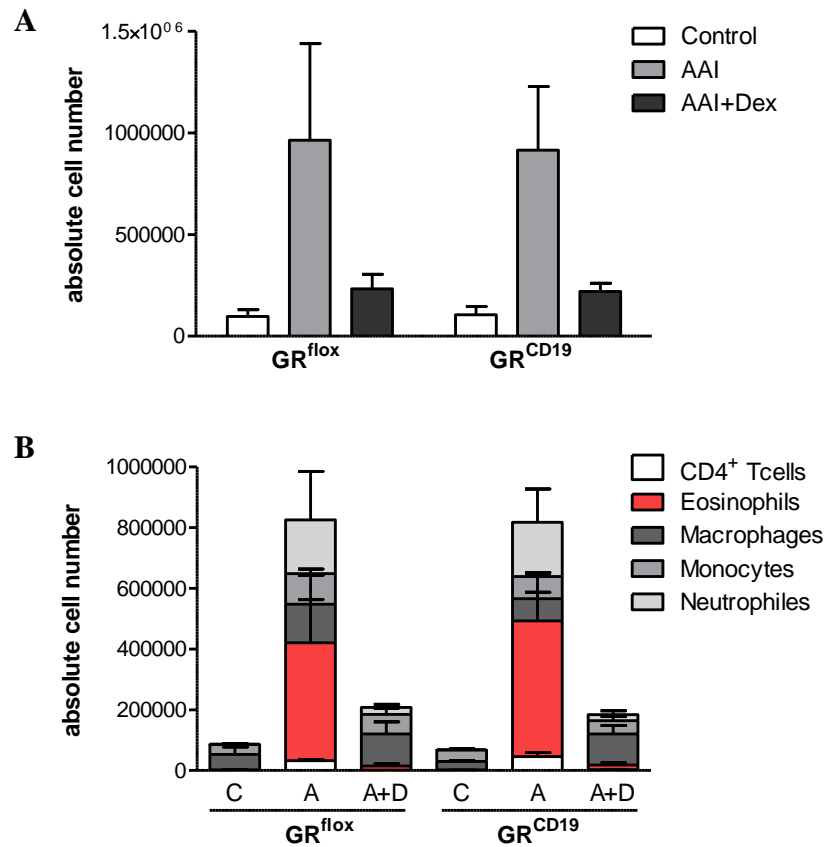 A
1.5×10⁰⁶
1000000
500000
0
absolute cell number
Control
AAI
AAI+Dex
GR^flox GR^CD19
B
1000000
800000
600000
400000
200000
0
absolute cell number
CD4⁺ Tcells
Eosinophils
Macrophages
Monocytes
Neutrophiles
C A A+D C A A+D
GR^flox GR^CD19